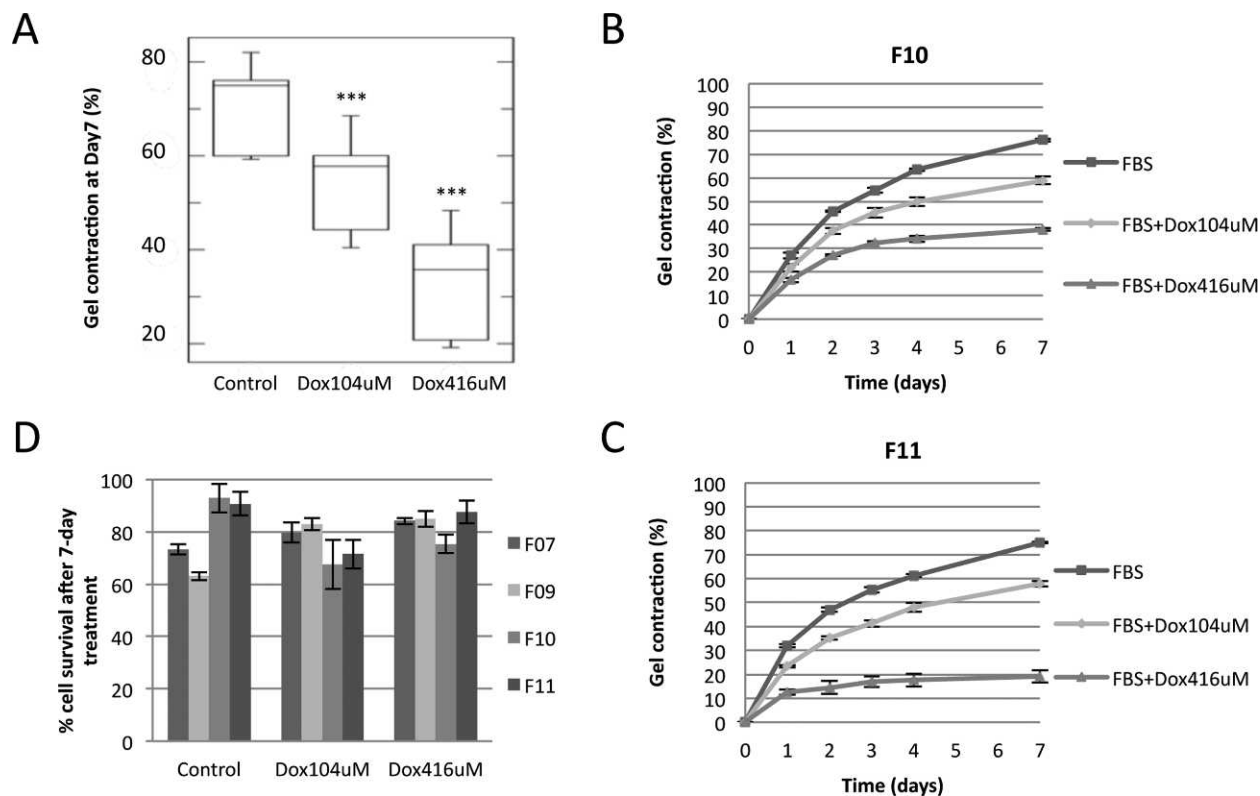 A
Gel contraction at Day7 (%)
80
60
40
20
***
***
Control
Dox104uM
Dox416uM
B
F10
Gel contraction (%)
100
90
80
70
60
50
40
30
20
10
0
0 1 2 3 4 5 6 7
Time (days)
FBS
FBS+Dox104uM
FBS+Dox416uM
D
% cell survival after 7-day
treatment
100
80
60
40
20
0
Control
Dox104uM
Dox416uM
F07
F09
F10
F11
C
F11
Gel contraction (%)
100
90
80
70
60
50
40
30
20
10
0
0 1 2 3 4 5 6 7
Time (days)
FBS
FBS+Dox104uM
FBS+Dox416uM